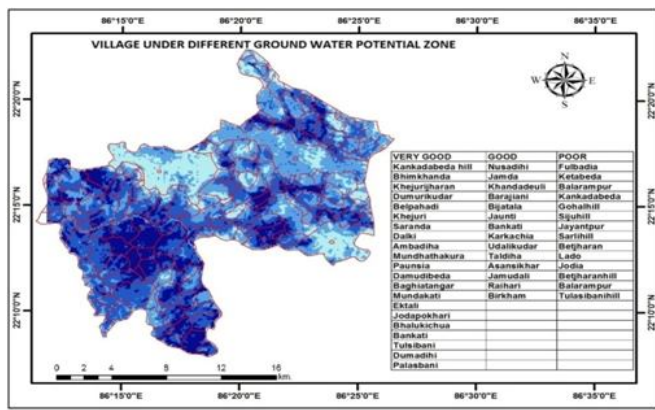 86°15'0"E 86°20'0"E 86°25'0"E 86°30'0"E 86°35'0"E
VILLAGE UNDER DIFFERENT GROUND WATER POTENTIAL ZONE
N
W E
S
22°20'0"N 22°20'0"N
VERY GOOD GOOD POOR
Kankadabeda hill Nusadihi Fulbadia
Bhimkhanda Jamda Ketabeda
Khejurijharan Khandadeuli Balarampur
Dumurikudar Barajiani Kankadabeda
Belpahadi Bijatala Gohalhill
Khejuri Jaunti Sijuhill
Saranda Bankati Jayantpur
Dalki Karkachia Sarlihill
Ambadiha Udalikudar Betjharan
Mundhathakura Taldiha Lado
Paunsia Asansikhar Jodia
Damudibeda Jamudali Betjharanhill
Baghiatangar Raihari Balarampur
Mundakati Birkham Tulasibanihill
Ektali
Jodapokhari
Bhalukichua
Bankati
Tulsibani
Dumadihi
Palasbani
22°15'0"N 22°15'0"N
22°10'0"N 22°10'0"N
0 2 4 8 12 16
km
86°15'0"E 86°20'0"E 86°25'0"E 86°30'0"E 86°35'0"E